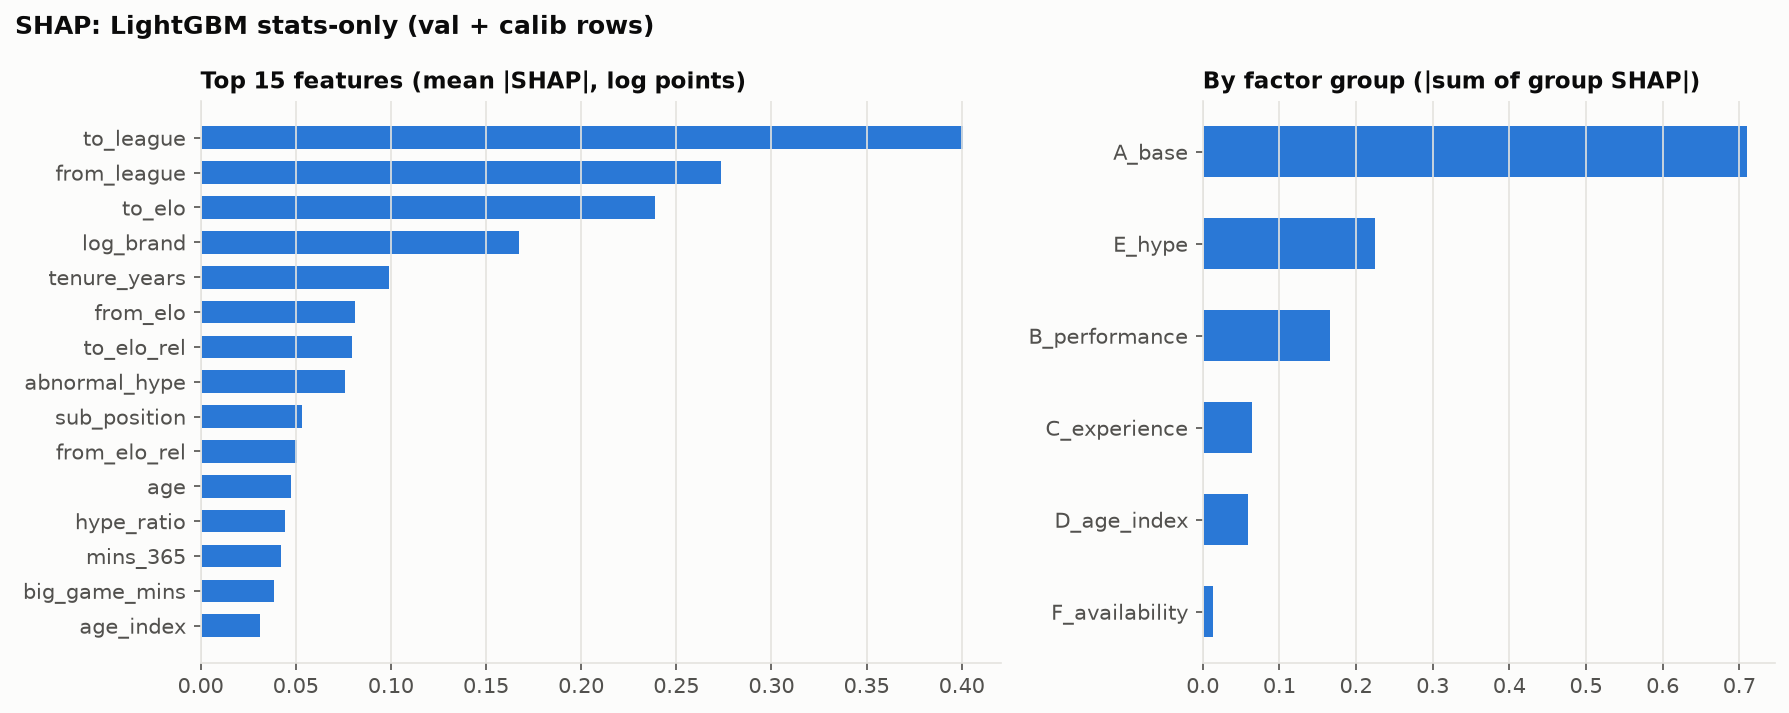 SHAP: LightGBM stats-only (val + calib rows)
Top 15 features (mean |SHAP|, log points)
to_league
from_league
to_elo
log_brand
tenure_years
from_elo
to_elo_rel
abnormal_hype
sub_position
from_elo_rel
age
hype_ratio
mins_365
big_game_mins
age_index
0.00 0.05 0.10 0.15 0.20 0.25 0.30 0.35 0.40
By factor group (|sum of group SHAP|)
A_base
E_hype
B_performance
C_experience
D_age_index
F_availability
0.0 0.1 0.2 0.3 0.4 0.5 0.6 0.7